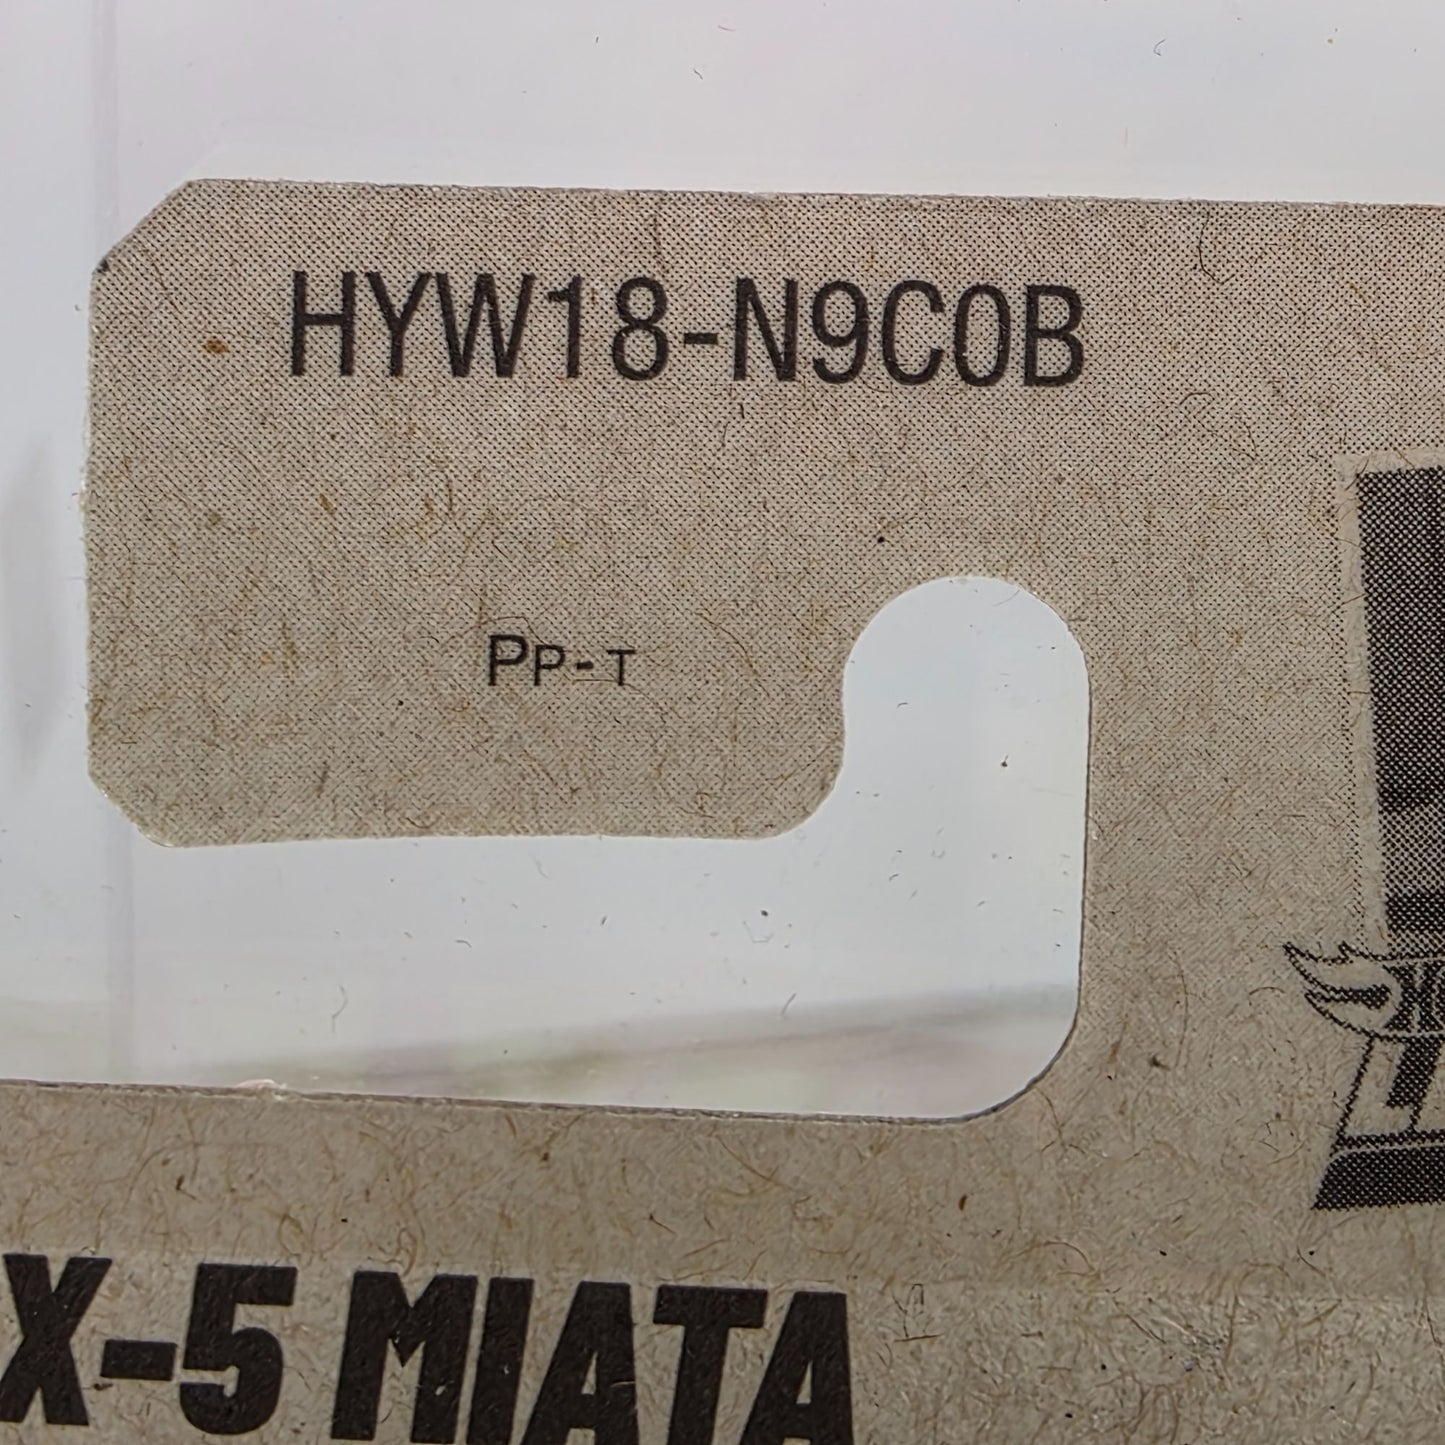 HYW18-N9C0B
PP-T
X-5 MIATA